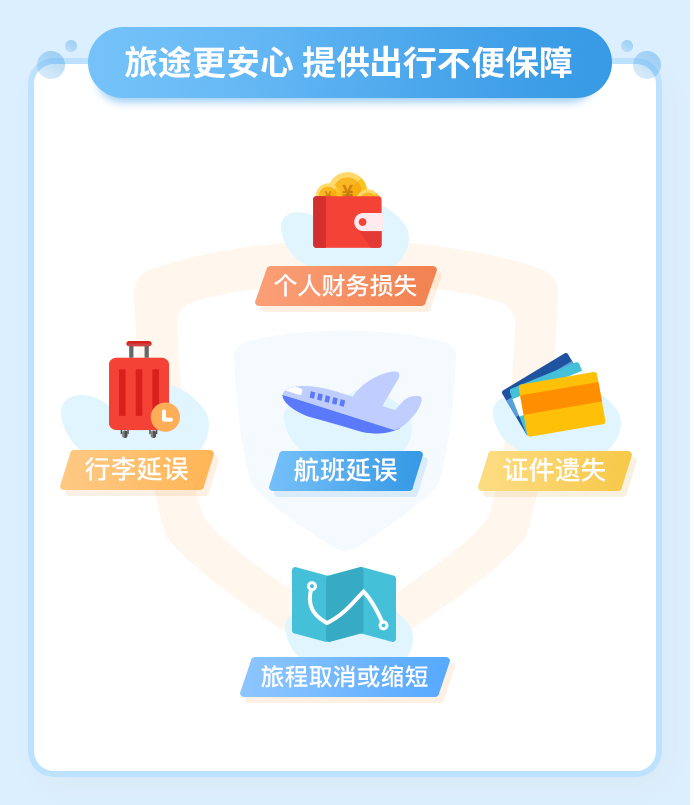 旅途更安心 提供出行不便保障
个人财务损失
行李延误
航班延误
证件遗失
旅程取消或缩短